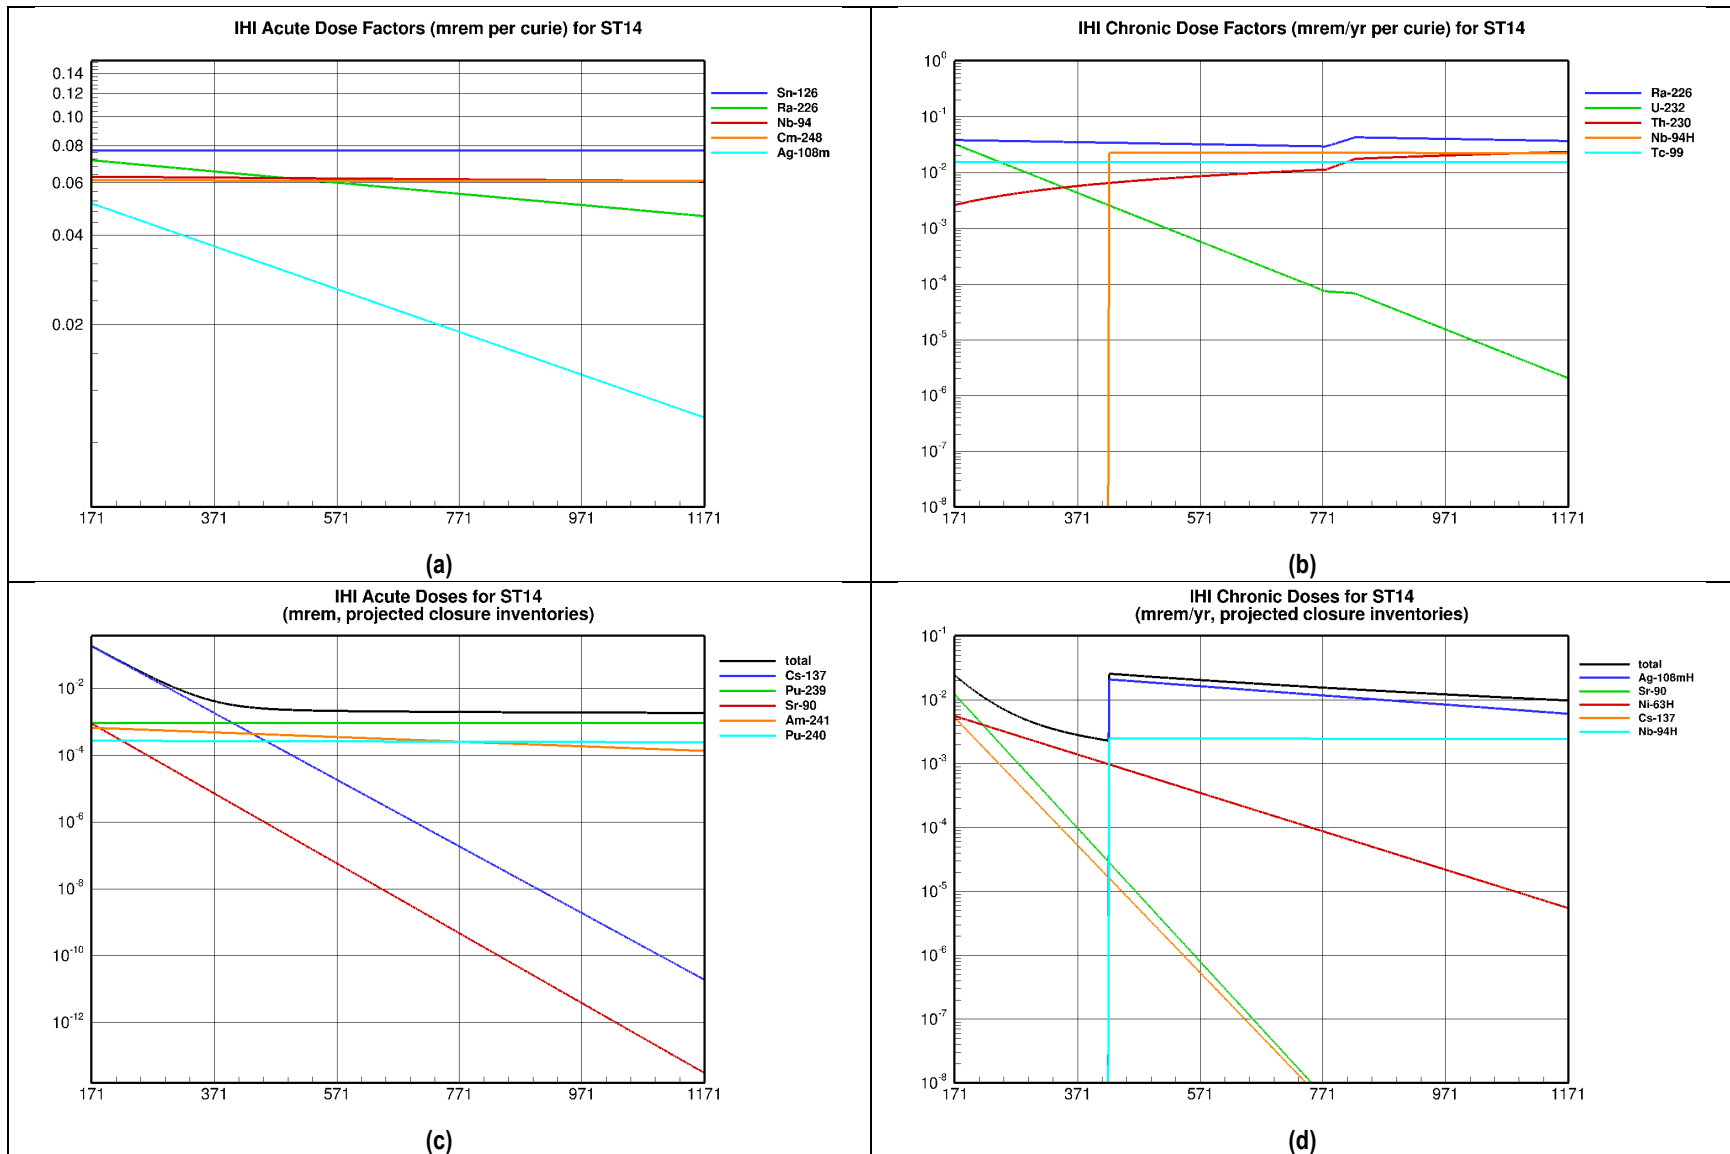 IHI Acute Dose Factors (mrem per curie) for ST14
0.14
0.12
0.10
0.08
0.06
0.04
0.02
171 371 571 771 971 1171
Sn-126
Ra-226
Nb-94
Cm-248
Ag-108m
(a)
IHI Chronic Dose Factors (mrem/yr per curie) for ST14
10^0
10^-1
10^-2
10^-3
10^-4
10^-5
10^-6
10^-7
10^-8
171 371 571 771 971 1171
Ra-226
U-232
Th-230
Nb-94H
Tc-99
(b)
IHI Acute Doses for ST14
(mrem, projected closure inventories)
10^-2
10^-4
10^-6
10^-8
10^-10
10^-12
171 371 571 771 971 1171
total
Cs-137
Pu-239
Sr-90
Am-241
Pu-240
(c)
IHI Chronic Doses for ST14
(mrem/yr, projected closure inventories)
10^-1
10^-2
10^-3
10^-4
10^-5
10^-6
10^-7
10^-8
171 371 571 771 971 1171
total
Ag-108mH
Sr-90
Ni-63H
Cs-137
Nb-94H
(d)